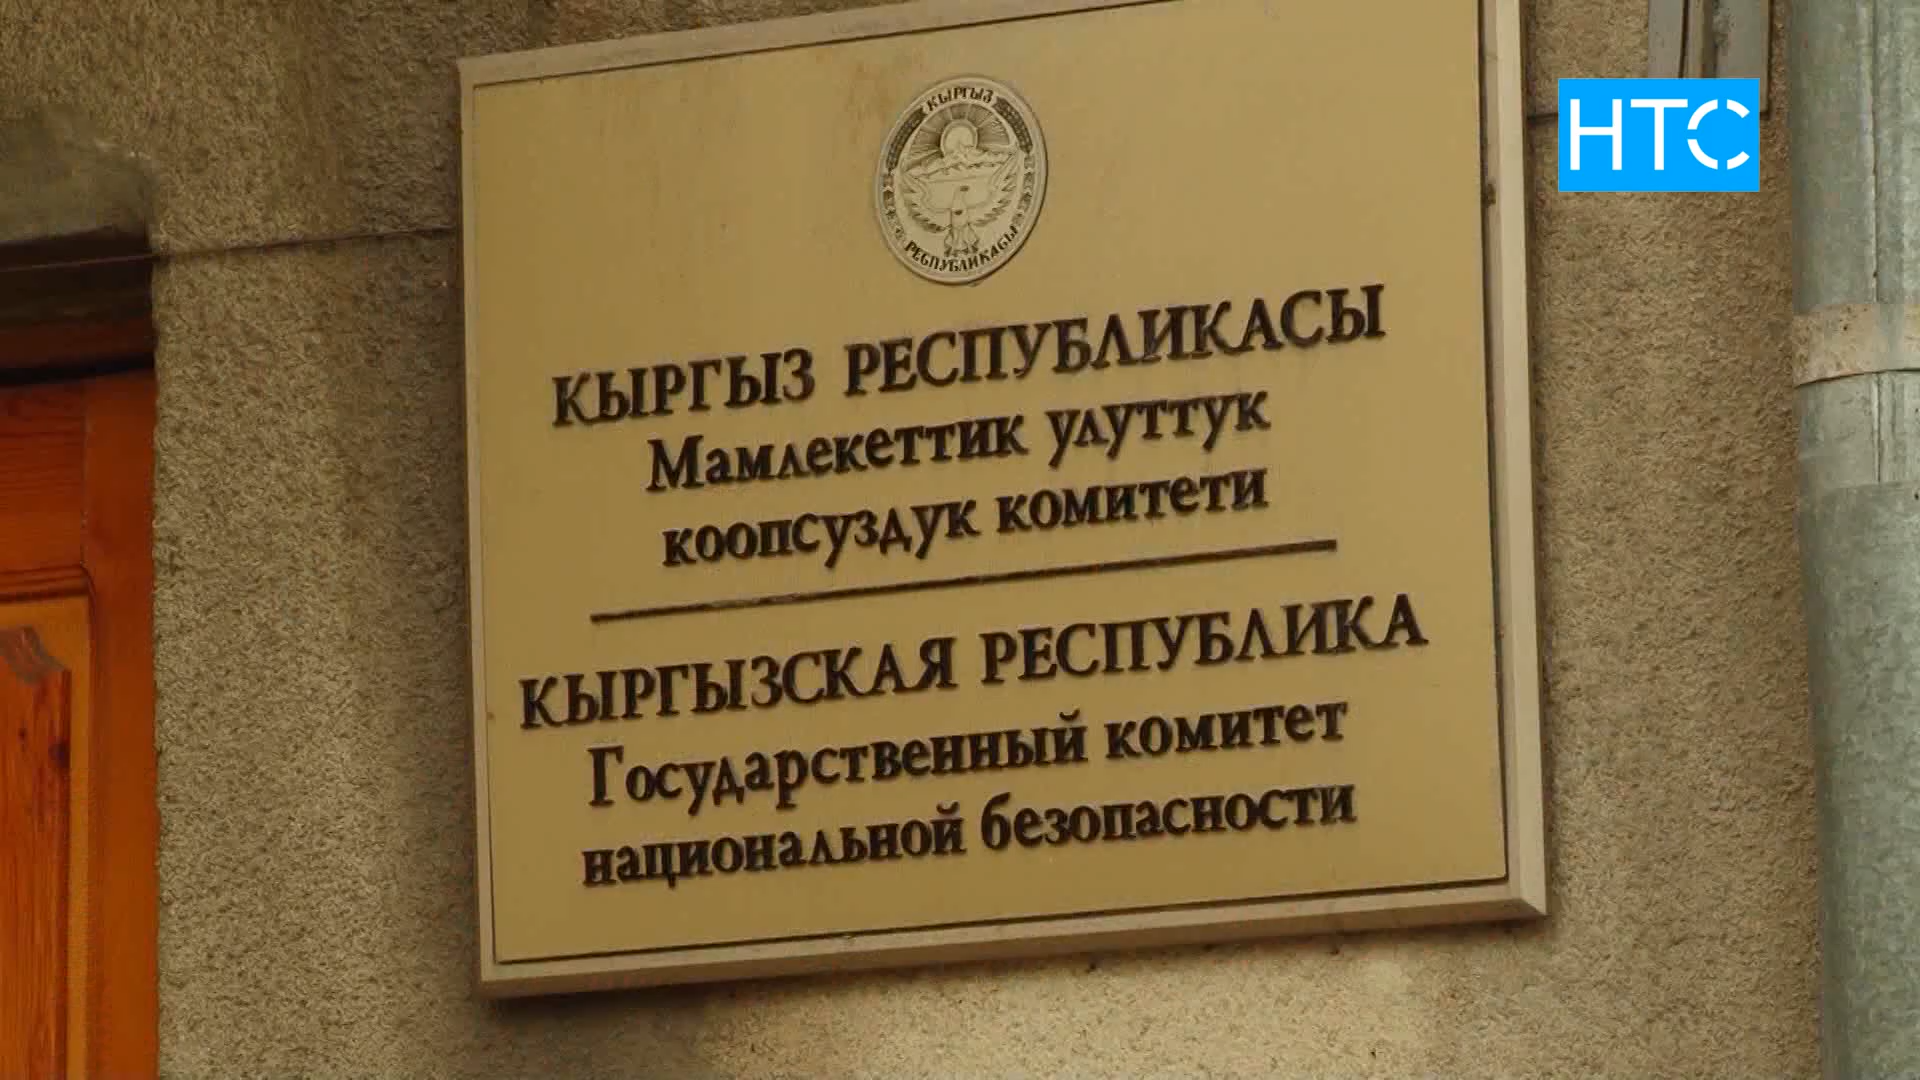 НТС
КЫРГЫЗ
РЕСПУБЛИКАСЫ
КЫРГЫЗ РЕСПУБЛИКАСЫ
Мамлекеттик улуттук
коопсуздук комитети
КЫРГЫЗСКАЯ РЕСПУБЛИКА
Государственный комитет
национальной безопасности